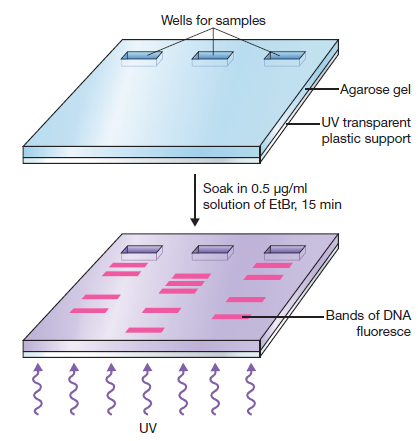 Wells for samples
Agarose gel
UV transparent
plastic support
Soak in 0.5 µg/ml
solution of EtBr, 15 min
Bands of DNA
fluoresce
UV